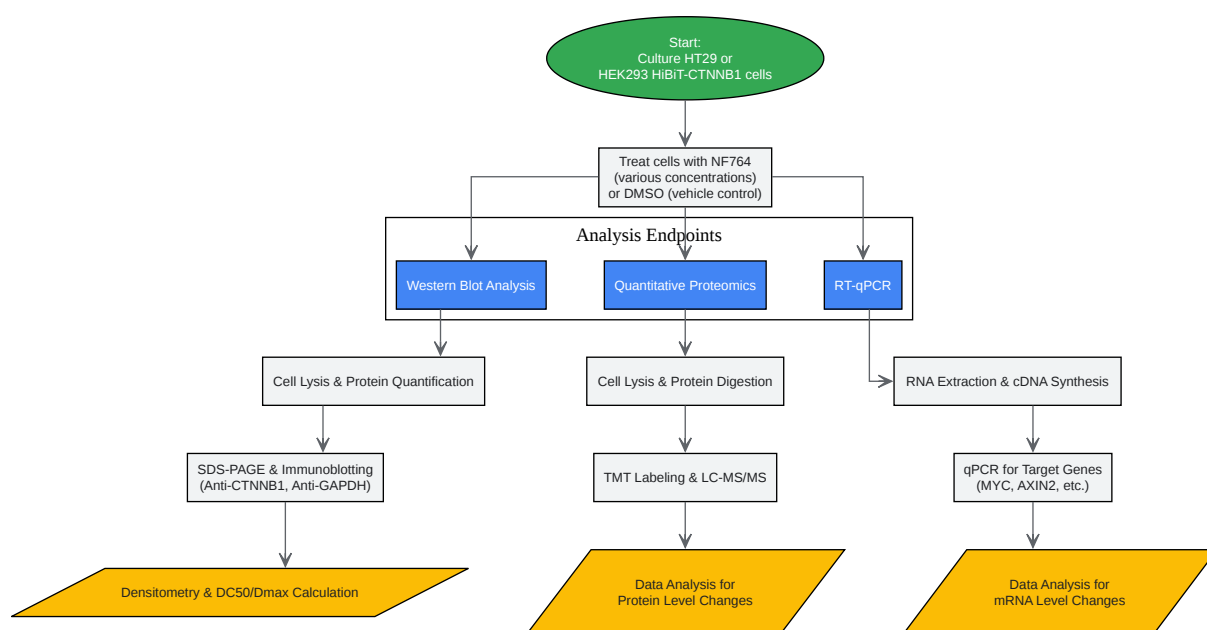 Start:
Culture HT29 or
HEK293 HiBiT-CTNNB1 cells
Treat cells with NF764
(various concentrations)
or DMSO (vehicle control)
Analysis Endpoints
Western Blot Analysis
Quantitative Proteomics
RT-qPCR
Cell Lysis & Protein Quantification
Cell Lysis & Protein Digestion
RNA Extraction & cDNA Synthesis
SDS-PAGE & Immunoblotting
(Anti-CTNNB1, Anti-GAPDH)
TMT Labeling & LC-MS/MS
qPCR for Target Genes
(MYC, AXIN2, etc.)
Densitometry & DC50/Dmax Calculation
Data Analysis for
Protein Level Changes
Data Analysis for
mRNA Level Changes